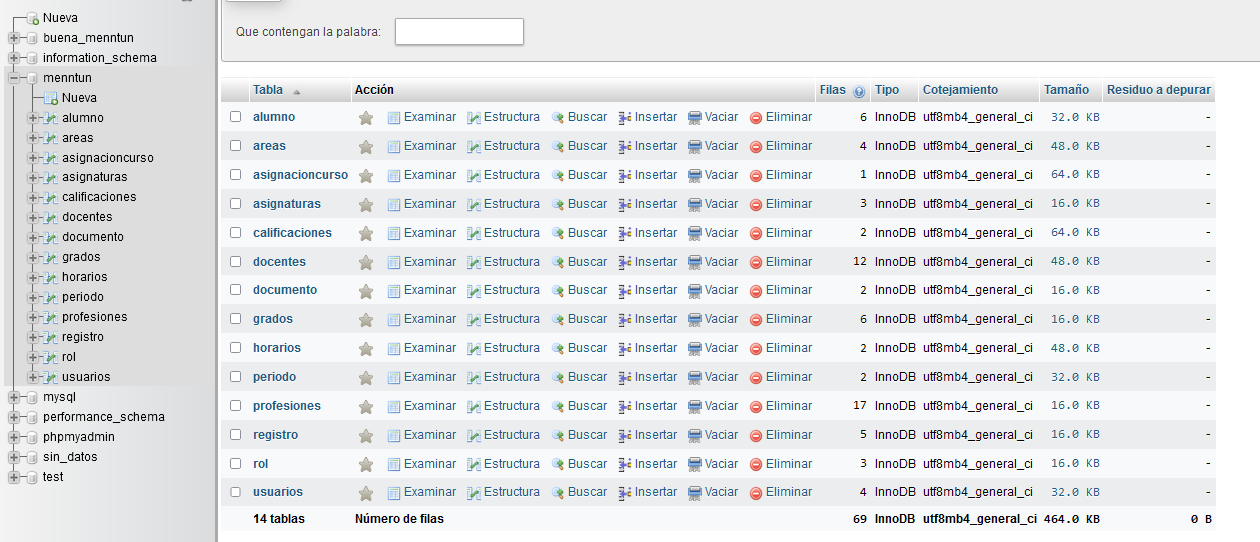 Nueva
buena_menntun
information_schema
menntun
Nueva
alumno
areas
asignacioncurso
asignaturas
calificaciones
docentes
documento
grados
horarios
periodo
profesiones
registro
rol
usuarios
mysql
performance_schema
phpmyadmin
sin_datos
test
Que contengan la palabra:
Tabla Acción Filas Tipo Cotejamiento Tamaño Residuo a depurar
alumno Examinar Estructura Buscar Insertar Vaciar Eliminar 6 InnoDB utf8mb4_general_ci 32.0 KB -
areas Examinar Estructura Buscar Insertar Vaciar Eliminar 4 InnoDB utf8mb4_general_ci 48.0 KB -
asignacioncurso Examinar Estructura Buscar Insertar Vaciar Eliminar 1 InnoDB utf8mb4_general_ci 64.0 KB -
asignaturas Examinar Estructura Buscar Insertar Vaciar Eliminar 3 InnoDB utf8mb4_general_ci 16.0 KB -
calificaciones Examinar Estructura Buscar Insertar Vaciar Eliminar 2 InnoDB utf8mb4_general_ci 64.0 KB -
docentes Examinar Estructura Buscar Insertar Vaciar Eliminar 12 InnoDB utf8mb4_general_ci 48.0 KB -
documento Examinar Estructura Buscar Insertar Vaciar Eliminar 2 InnoDB utf8mb4_general_ci 16.0 KB -
grados Examinar Estructura Buscar Insertar Vaciar Eliminar 6 InnoDB utf8mb4_general_ci 16.0 KB -
horarios Examinar Estructura Buscar Insertar Vaciar Eliminar 2 InnoDB utf8mb4_general_ci 48.0 KB -
periodo Examinar Estructura Buscar Insertar Vaciar Eliminar 2 InnoDB utf8mb4_general_ci 32.0 KB -
profesiones Examinar Estructura Buscar Insertar Vaciar Eliminar 17 InnoDB utf8mb4_general_ci 16.0 KB -
registro Examinar Estructura Buscar Insertar Vaciar Eliminar 5 InnoDB utf8mb4_general_ci 16.0 KB -
rol Examinar Estructura Buscar Insertar Vaciar Eliminar 3 InnoDB utf8mb4_general_ci 16.0 KB -
usuarios Examinar Estructura Buscar Insertar Vaciar Eliminar 4 InnoDB utf8mb4_general_ci 32.0 KB -
14 tablas Número de filas 69 InnoDB utf8mb4_general_ci 464.0 KB 0 B